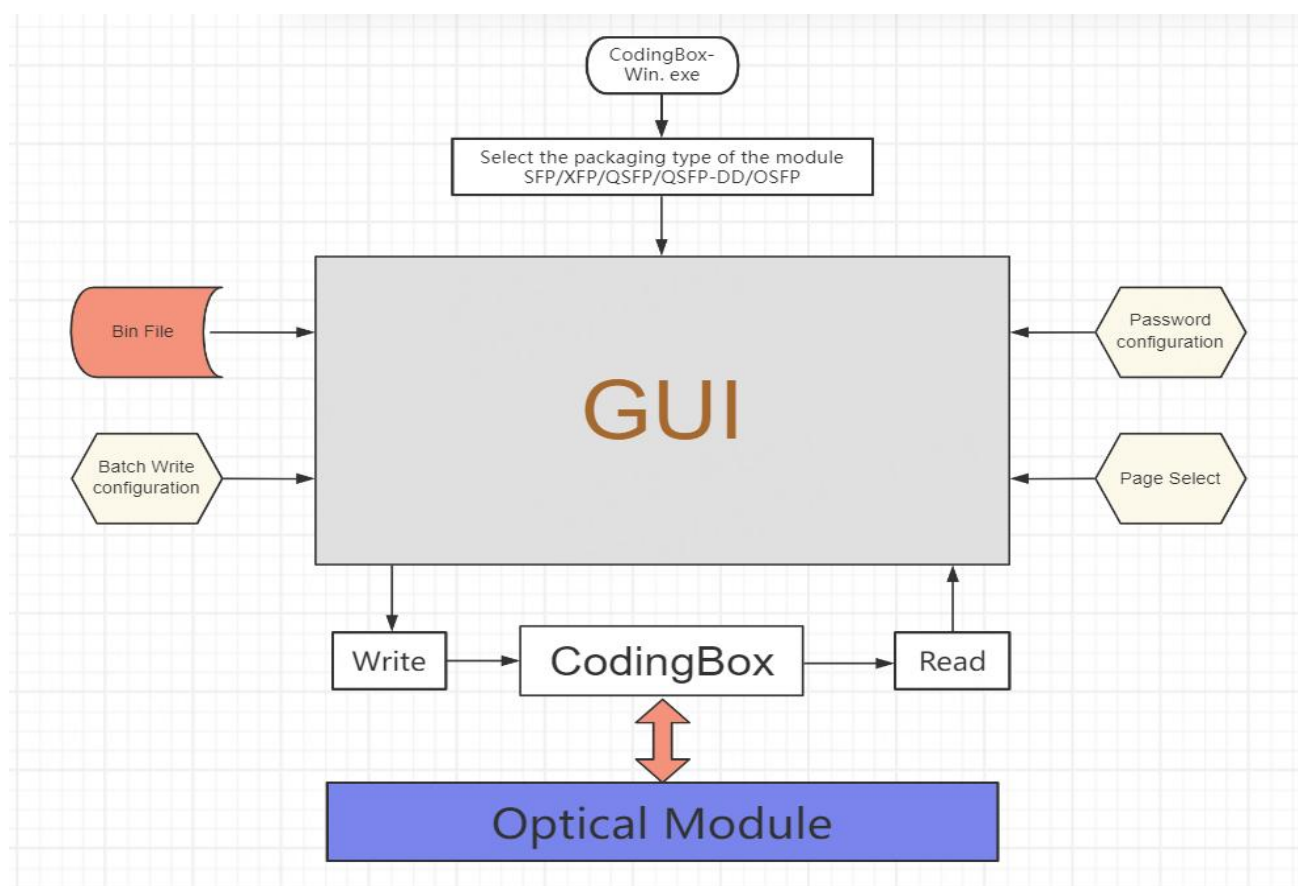 CodingBox-
Win. exe
Select the packaging type of the module
SFP/XFP/QSFP/QSFP-DD/OSFP
Bin File
GUI
Password
configuration
Batch Write
configuration
Page Select
Write
CodingBox
Read
Optical Module